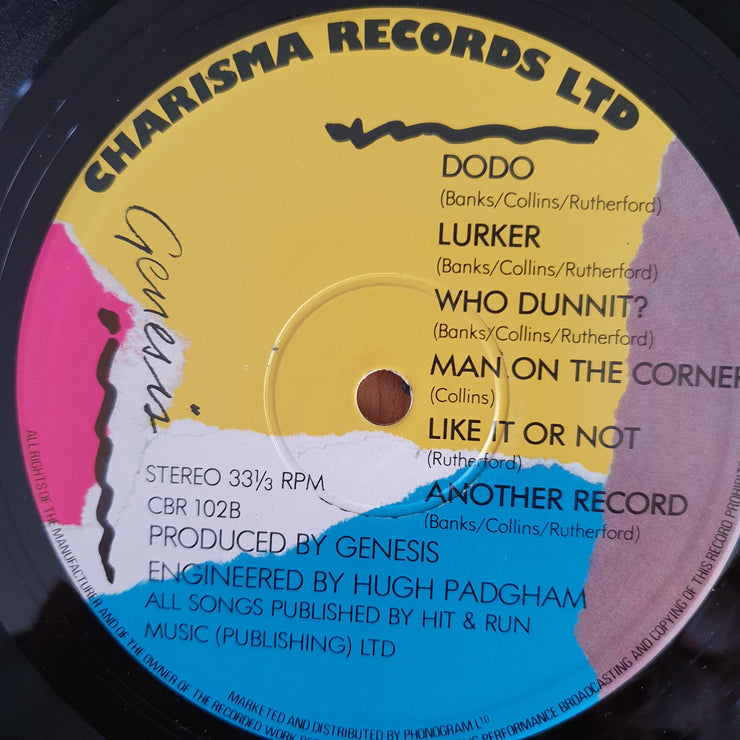 CHARISMA RECORDS LTD
Genesis
DODO
(Banks/Collins/Rutherford)
LURKER
(Banks/Collins/Rutherford)
WHO DUNNIT?
(Banks/Collins/Rutherford)
MAN ON THE CORNER
(Collins)
LIKE IT OR NOT
(Rutherford)
ANOTHER RECORD
(Banks/Collins/Rutherford)
STEREO 33⅓ RPM
CBR 102B
PRODUCED BY GENESIS
ENGINEERED BY HUGH PADGHAM
ALL SONGS PUBLISHED BY HIT & RUN
MUSIC (PUBLISHING) LTD
ALL RIGHTS OF THE MANUFACTURER AND OF THE OWNER OF THE RECORDED WORK
PERFORMANCE BROADCASTING AND COPYING OF THIS RECORD
MARKETED AND DISTRIBUTED BY PHONOGRAM LTD